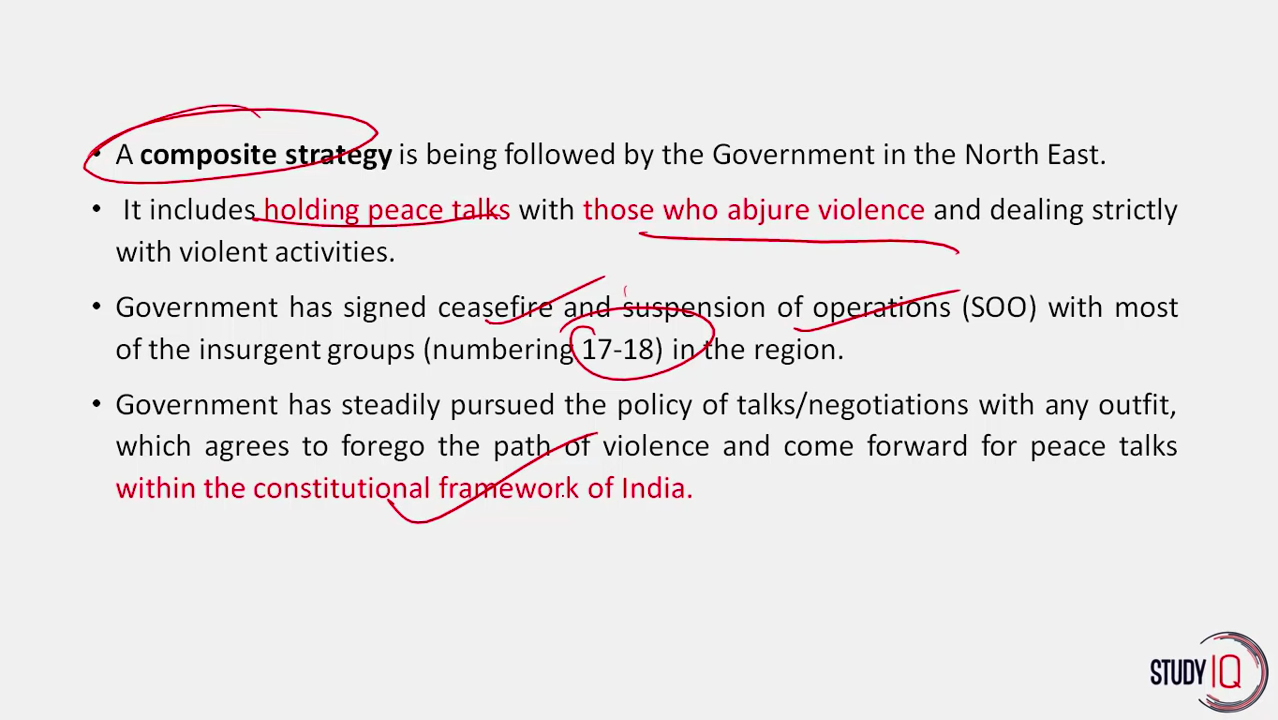 • A composite strategy is being followed by the Government in the North East.
• It includes holding peace talks with those who abjure violence and dealing strictly
with violent activities.
• Government has signed ceasefire and suspension of operations (SOO) with most
of the insurgent groups (numbering 17-18) in the region.
• Government has steadily pursued the policy of talks/negotiations with any outfit,
which agrees to forego the path of violence and come forward for peace talks
within the constitutional framework of India.
STUDY IQ